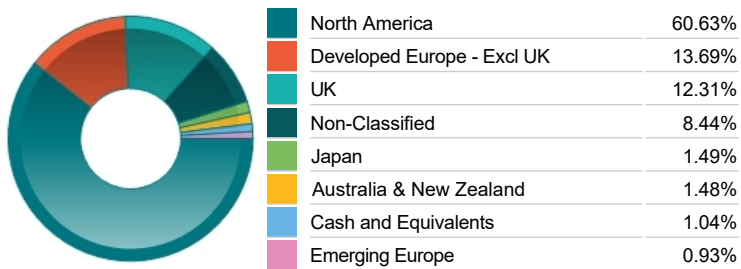 North America 60.63%
Developed Europe - Excl UK 13.69%
UK 12.31%
Non-Classified 8.44%
Japan 1.49%
Australia & New Zealand 1.48%
Cash and Equivalents 1.04%
Emerging Europe 0.93%